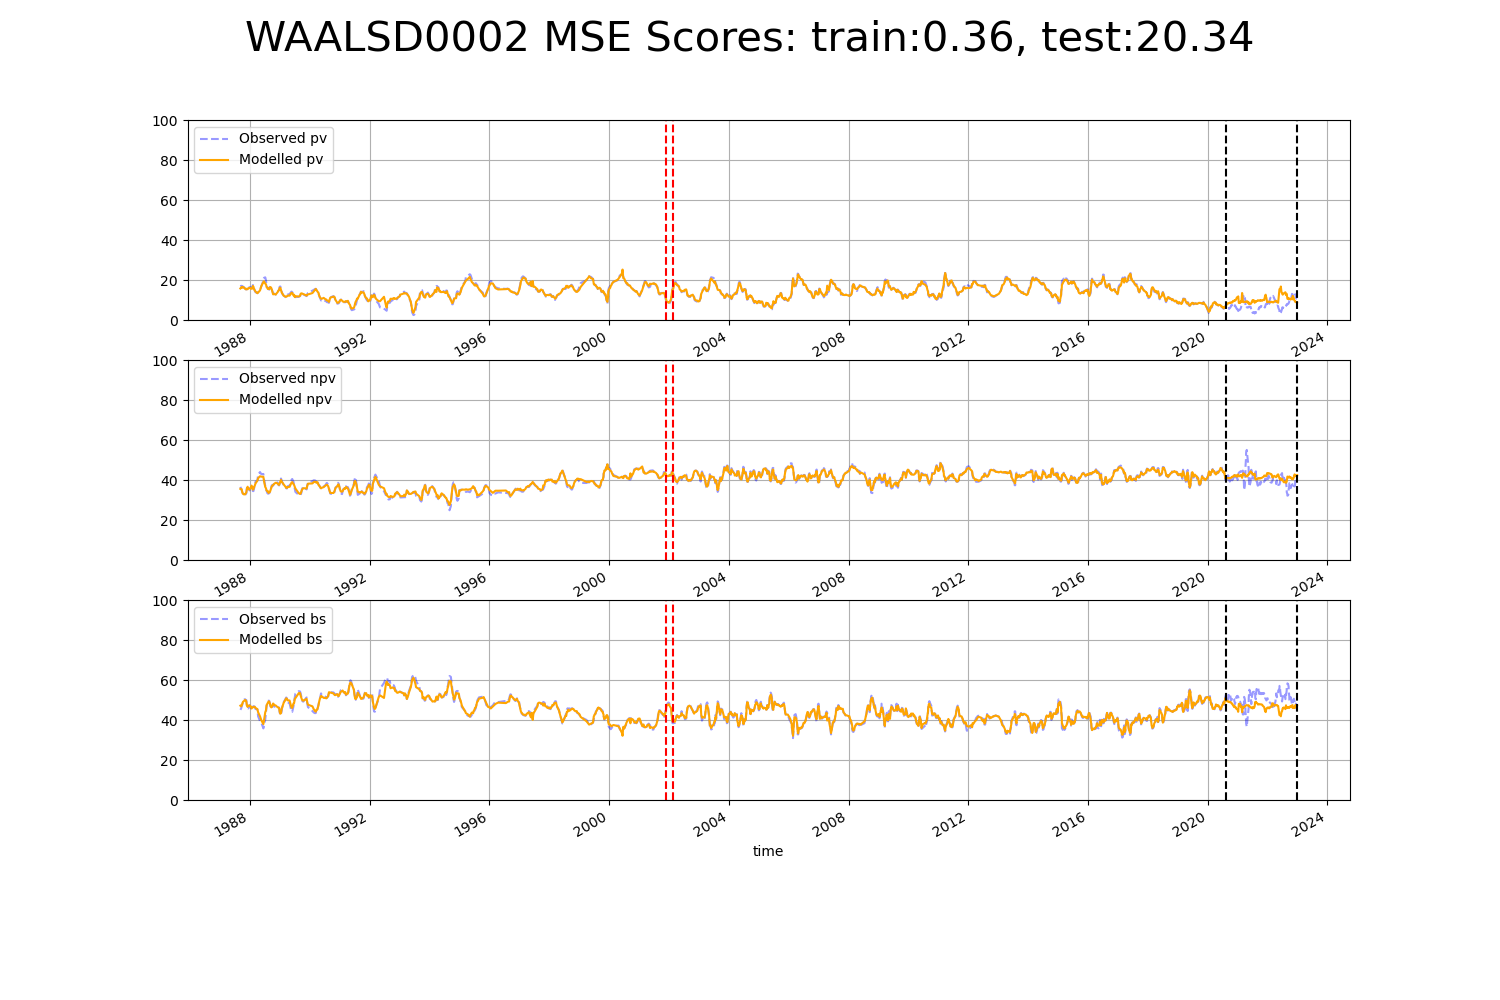 WAALSD0002 MSE Scores: train:0.36, test:20.34
100
80
60
40
20
0
Observed pv
Modelled pv
1988 1992 1996 2000 2004 2008 2012 2016 2020 2024
100
80
60
40
20
0
Observed npv
Modelled npv
1988 1992 1996 2000 2004 2008 2012 2016 2020 2024
100
80
60
40
20
0
Observed bs
Modelled bs
1988 1992 1996 2000 2004 2008 2012 2016 2020 2024
time